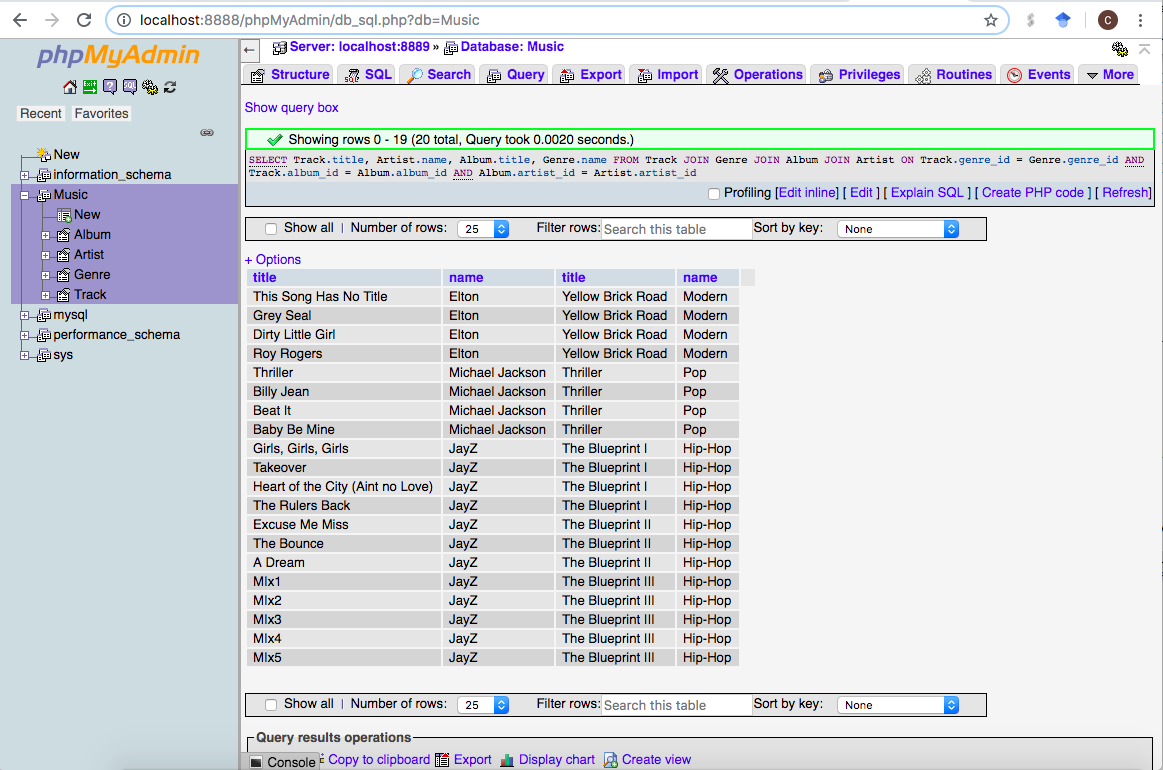 localhost:8888/phpMyAdmin/db_sql.php?db=Music
C
phpMyAdmin
Recent Favorites
New
information_schema
Music
New
Album
Artist
Genre
Track
mysql
performance_schema
sys
Server: localhost:8889 » Database: Music
Structure SQL Search Query Export Import Operations Privileges Routines Events More
Show query box
Showing rows 0 - 19 (20 total, Query took 0.0020 seconds.)
SELECT Track.title, Artist.name, Album.title, Genre.name FROM Track JOIN Genre JOIN Album JOIN Artist ON Track.genre_id = Genre.genre_id AND
Track.album_id = Album.album_id AND Album.artist_id = Artist.artist_id
Profiling [Edit inline] [ Edit ] [ Explain SQL ] [ Create PHP code ] [ Refresh]
Show all | Number of rows: 25 Filter rows: Search this table Sort by key: None
+ Options
title name title name
This Song Has No Title Elton Yellow Brick Road Modern
Grey Seal Elton Yellow Brick Road Modern
Dirty Little Girl Elton Yellow Brick Road Modern
Roy Rogers Elton Yellow Brick Road Modern
Thriller Michael Jackson Thriller Pop
Billy Jean Michael Jackson Thriller Pop
Beat It Michael Jackson Thriller Pop
Baby Be Mine Michael Jackson Thriller Pop
Girls, Girls, Girls JayZ The Blueprint I Hip-Hop
Takeover JayZ The Blueprint I Hip-Hop
Heart of the City (Aint no Love) JayZ The Blueprint I Hip-Hop
The Rulers Back JayZ The Blueprint I Hip-Hop
Excuse Me Miss JayZ The Blueprint II Hip-Hop
The Bounce JayZ The Blueprint II Hip-Hop
A Dream JayZ The Blueprint II Hip-Hop
MIx1 JayZ The Blueprint III Hip-Hop
MIx2 JayZ The Blueprint III Hip-Hop
MIx3 JayZ The Blueprint III Hip-Hop
MIx4 JayZ The Blueprint III Hip-Hop
MIx5 JayZ The Blueprint III Hip-Hop
Show all | Number of rows: 25 Filter rows: Search this table Sort by key: None
Query results operations
Console Copy to clipboard Export Display chart Create view